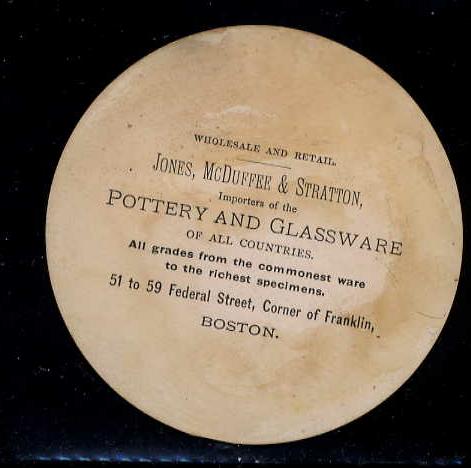 WHOLESALE AND RETAIL.
JONES, MCDUFFEE & STRATTON,
Importers of the
POTTERY AND GLASSWARE
OF ALL COUNTRIES.
All grades from the commonest ware
to the richest specimens.
51 to 59 Federal Street, Corner of Franklin,
BOSTON.